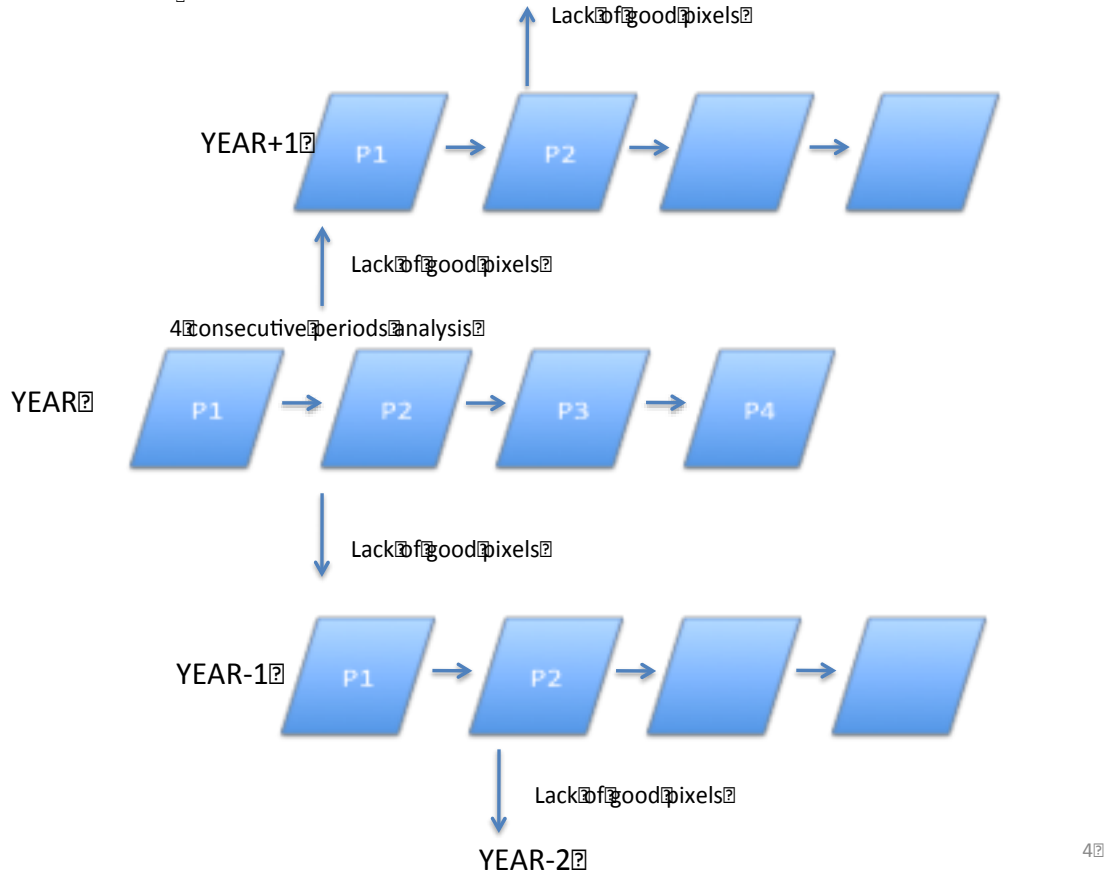 Lack of good pixels
YEAR+1
P1
P2
Lack of good pixels
4 consecutive periods analysis
YEAR
P1
P2
P3
P4
Lack of good pixels
YEAR-1
P1
P2
Lack of good pixels
YEAR-2
4